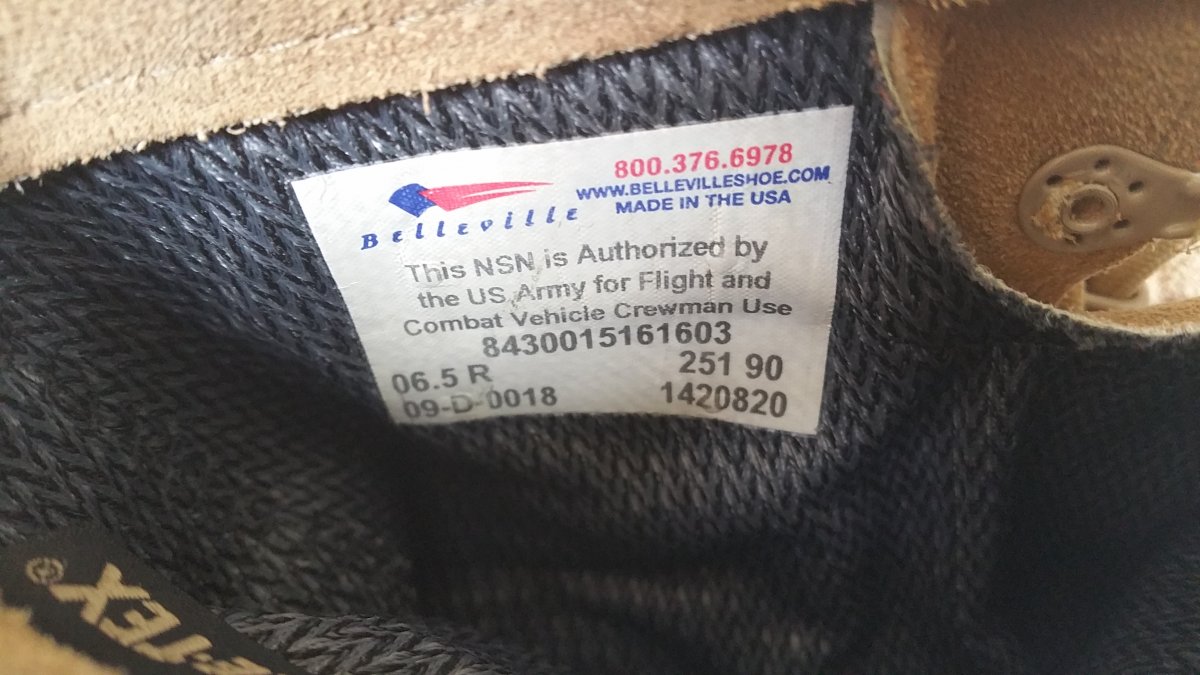 800.376.6978
WWW.BELLEVILLESHOE.COM
MADE IN THE USA
Belleville
This NSN is Authorized by
the US Army for Flight and
Combat Vehicle Crewman Use
8430015161603
06.5 R 251 90
09-D-0018 1420820
-TEX®